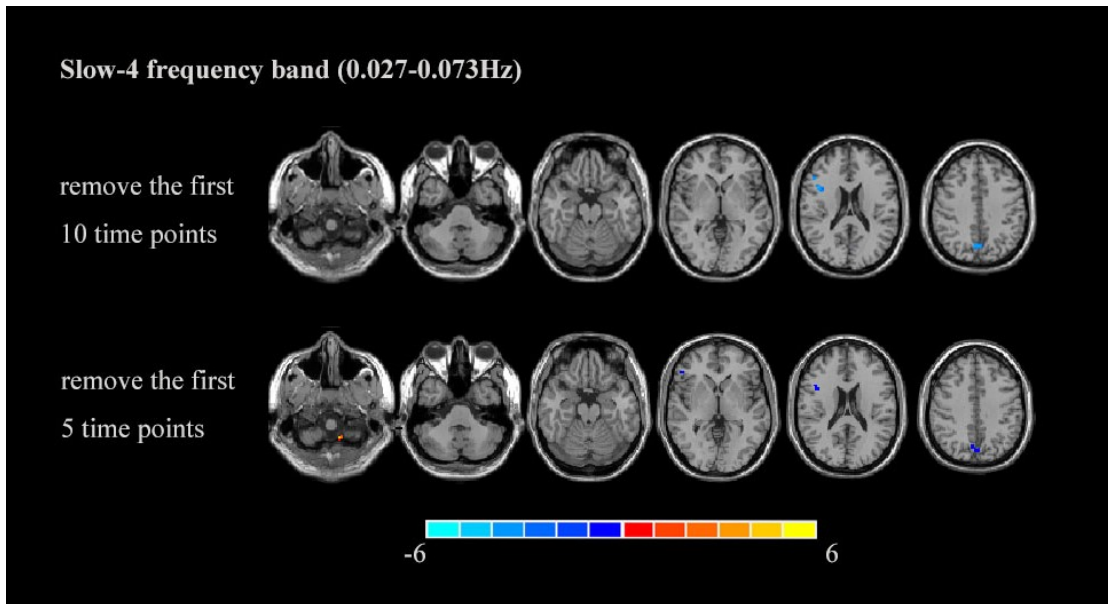 Slow-4 frequency band (0.027-0.073Hz)
remove the first
10 time points
remove the first
5 time points
-6
6